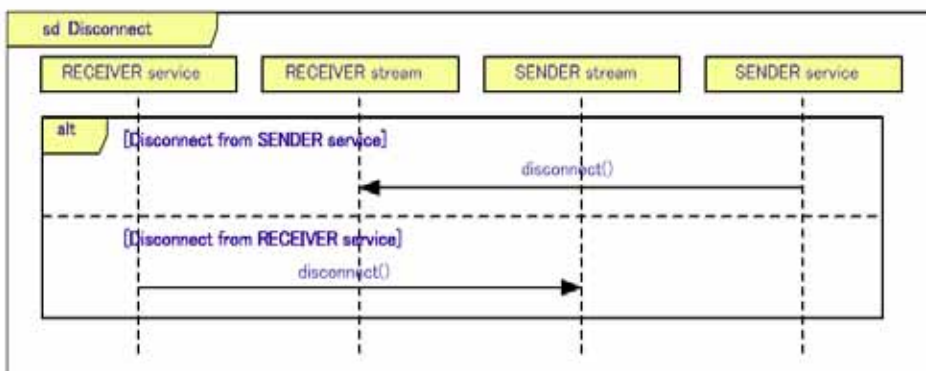 sd Disconnect
RECEIVER service
RECEIVER stream
SENDER stream
SENDER service
alt
[Disconnect from SENDER service]
disconnect()
[Disconnect from RECEIVER service]
disconnect()